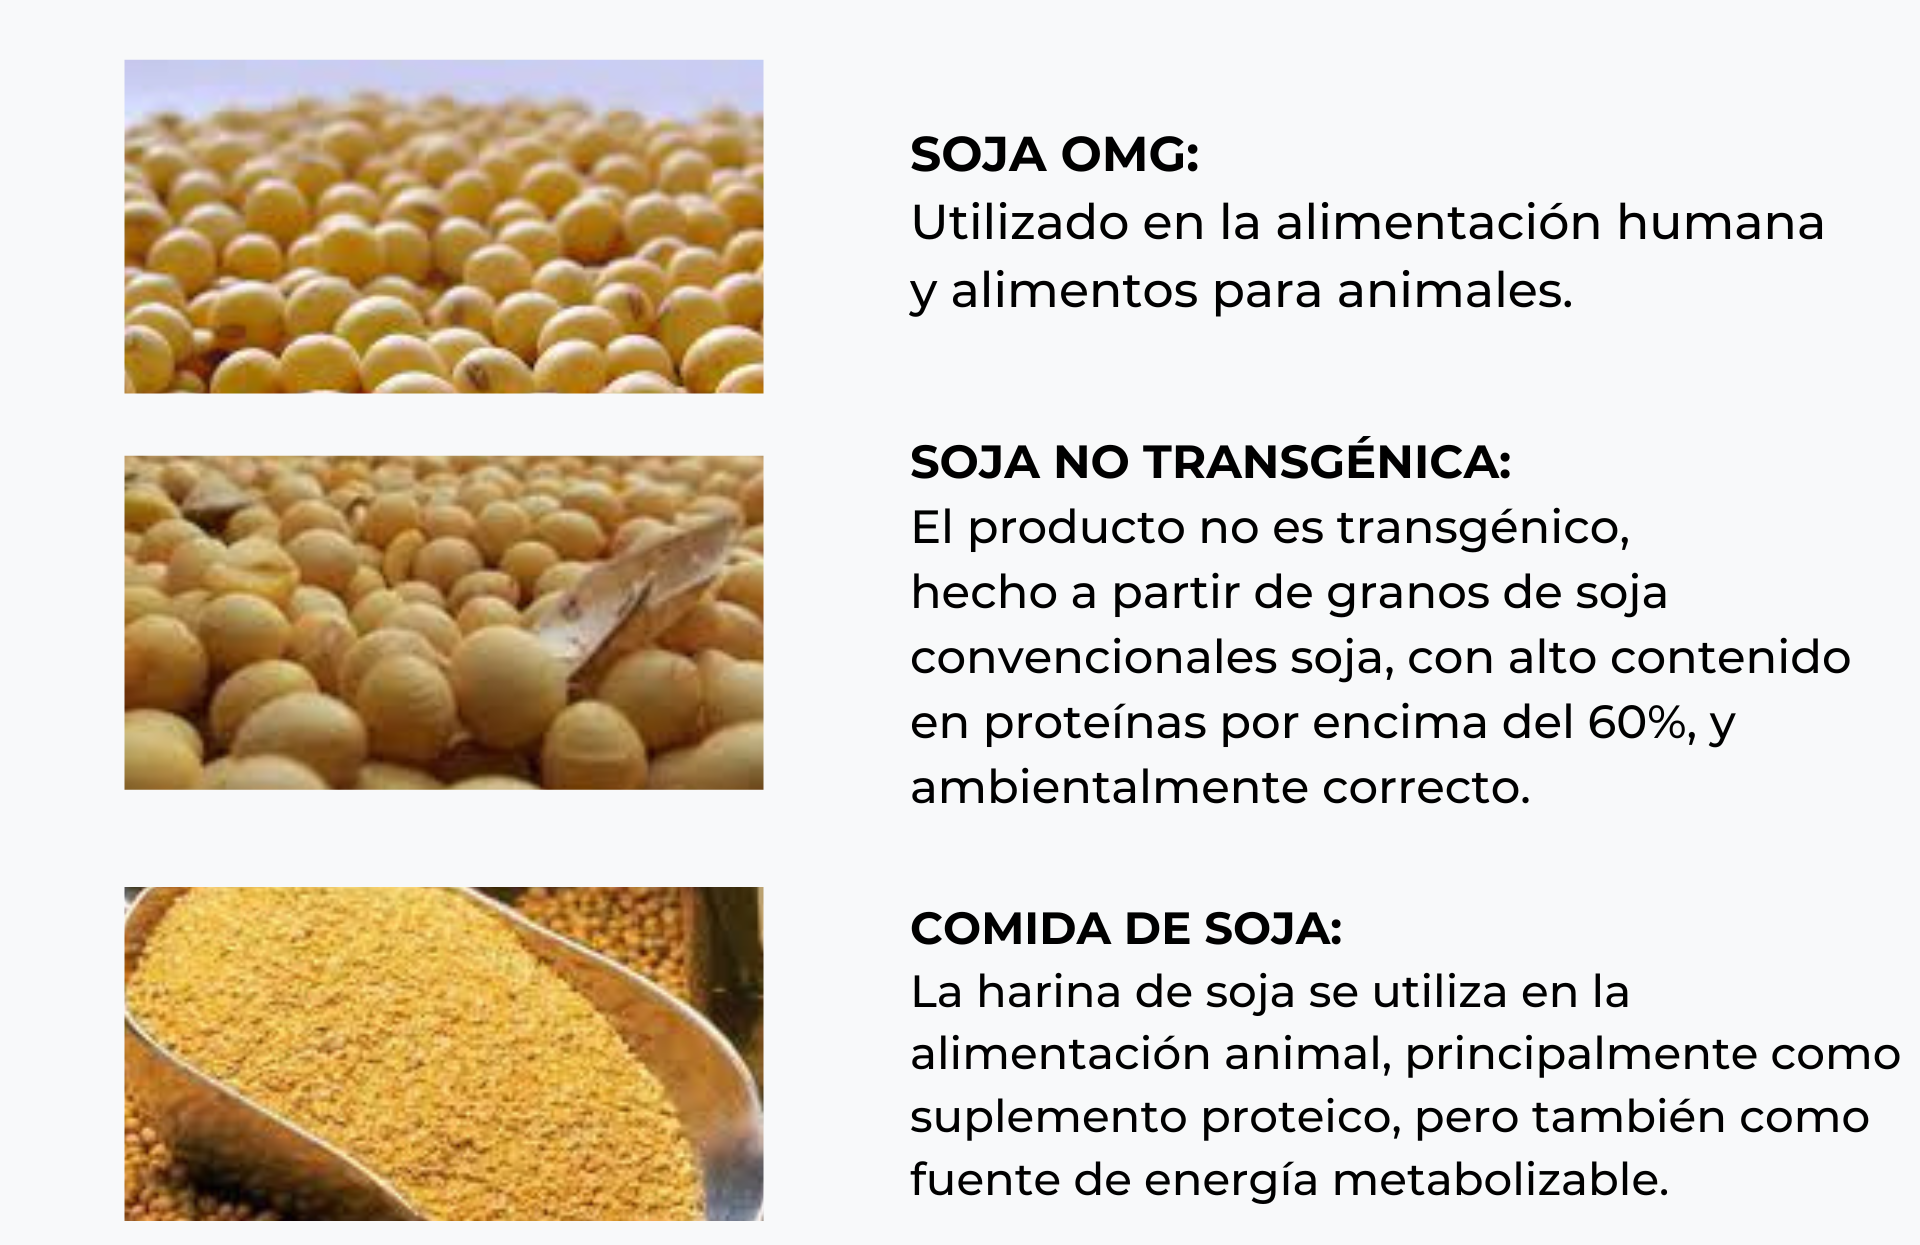 SOJA OMG:
Utilizado en la alimentación humana
y alimentos para animales.
SOJA NO TRANSGÉNICA:
El producto no es transgénico,
hecho a partir de granos de soja
convencionales soja, con alto contenido
en proteínas por encima del 60%, y
ambientalmente correcto.
COMIDA DE SOJA:
La harina de soja se utiliza en la
alimentación animal, principalmente como
suplemento proteico, pero también como
fuente de energía metabolizable.